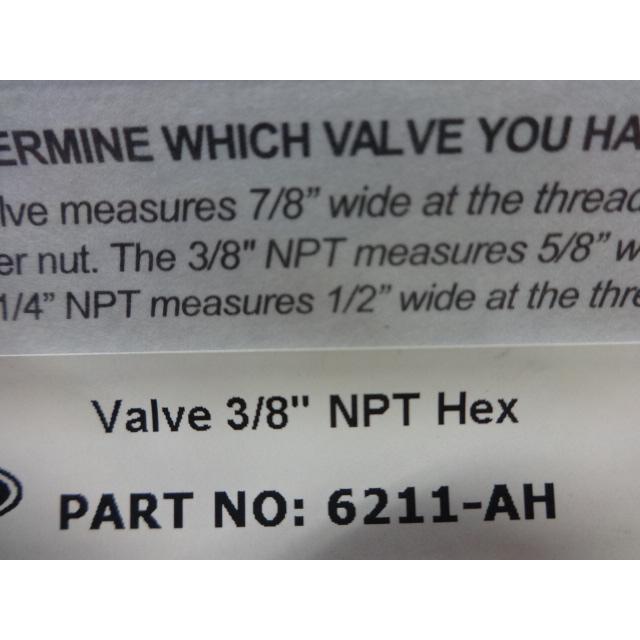 ERMINE WHICH VALVE YOU HA
lve measures 7/8” wide at the thread
er nut. The 3/8" NPT measures 5/8” w
1/4” NPT measures 1/2” wide at the thre
Valve 3/8" NPT Hex
PART NO: 6211-AH